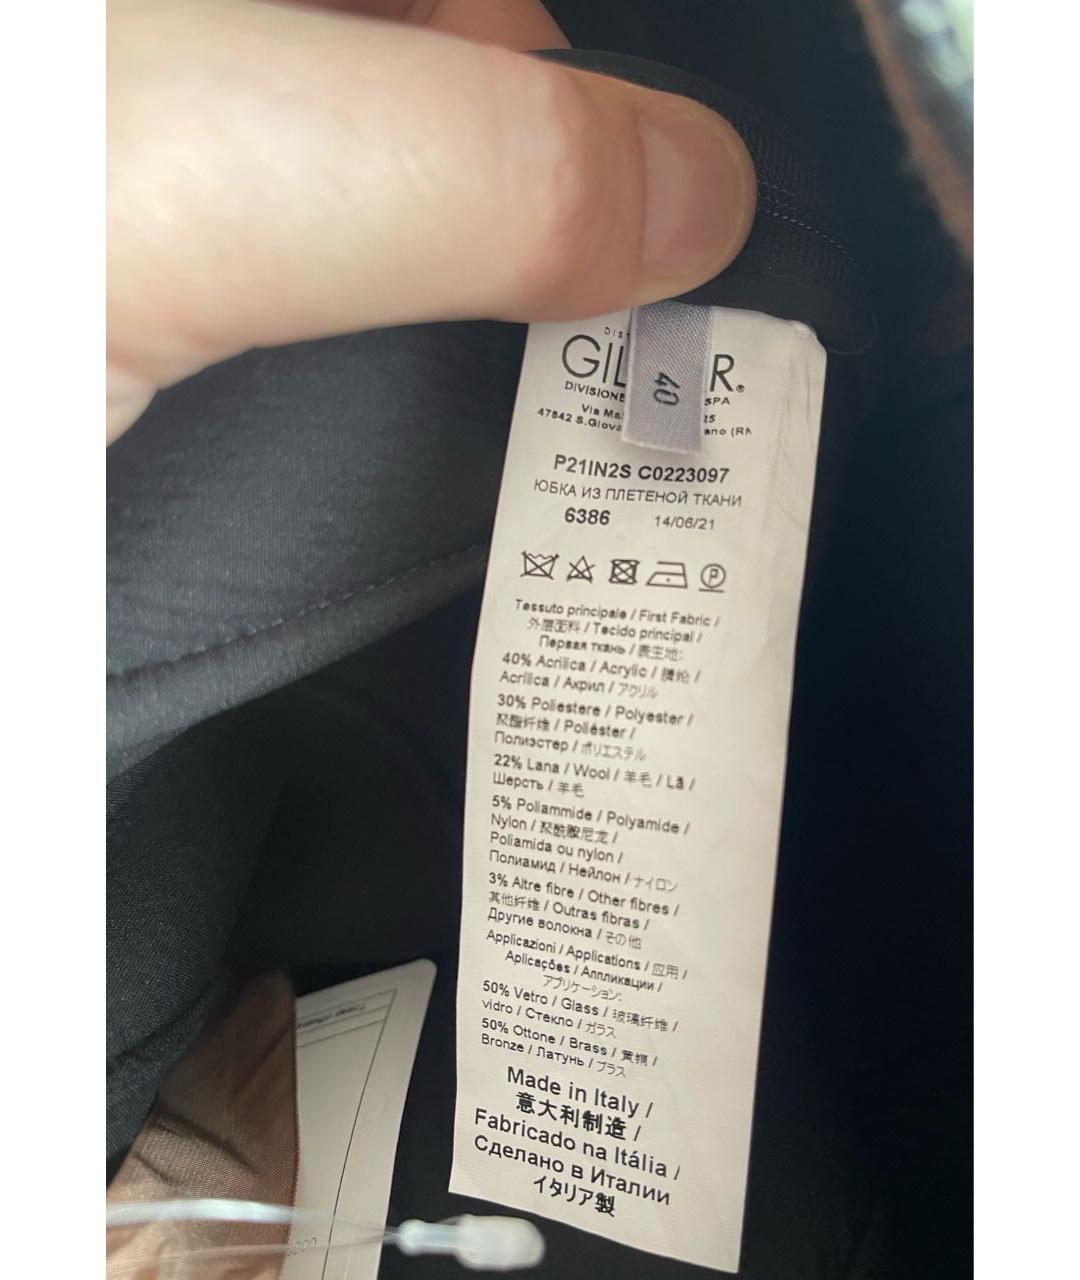 DIST
GIL R.
DIVISIONE SPA
Via Ma 15
47842 S.Giova ano (RN
40
P21IN2S C0223097
ЮБКА ИЗ ПЛЕТЕНОЙ ТКАНИ
6386 14/06/21
P
Tessuto principale / First Fabric /
外层面料 / Tecido principal /
Первая ткань / 表生地:
40% Acrilica / Acrylic / 腈纶 /
Acrílica / Акрил / アクリル
30% Poliestere / Polyester /
聚酯纤维 / Poliéster /
Полиэстер / ポリエステル
22% Lana / Wool / 羊毛 / Lã /
Шерсть / 羊毛
5% Poliammide / Polyamide /
Nylon / 聚酰胺尼龙 /
Poliamida ou nylon /
Полиамид / Нейлон / ナイロン
3% Altre fibre / Other fibres /
其他纤维 / Outras fibras /
Другие волокна / その他
Applicazioni / Applications / 应用 /
Aplicações / Аппликации /
アプリケーション:
50% Vetro / Glass / 玻璃纤维 /
vidro / Стекло / ガラス
50% Ottone / Brass / 黄铜 /
Bronze / Латунь / ブラス
Made in Italy /
意大利制造 /
Fabricado na Itália /
Сделано в Италии
イタリア製